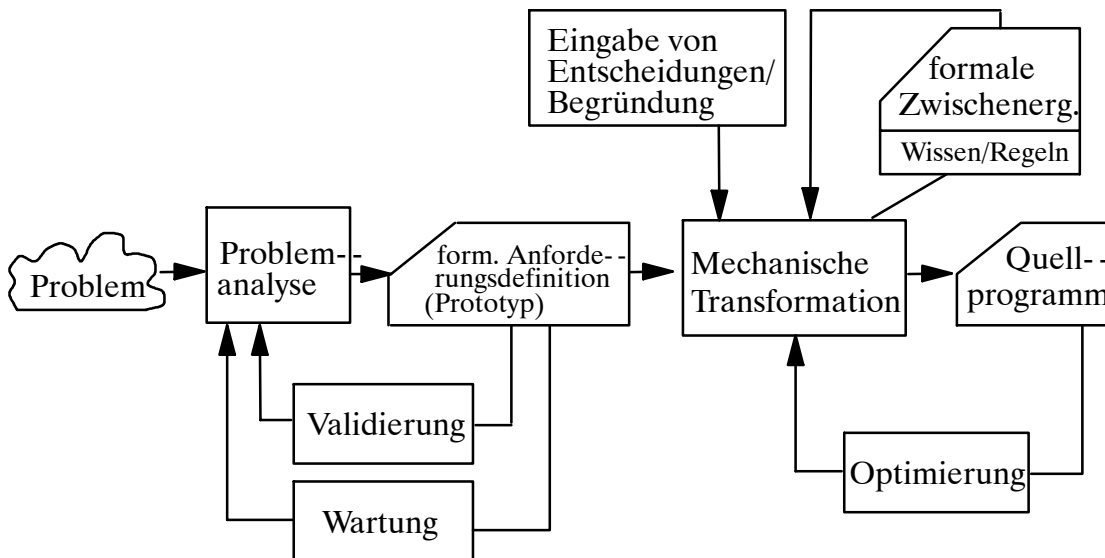 Eingabe von
Entscheidungen/
Begründung
formale
Zwischenerg.
Wissen/Regeln
Problem
Problem--
analyse
form. Anforde--
rungsdefinition
(Prototyp)
Mechanische
Transformation
Quell--
programm
Validierung
Wartung
Optimierung